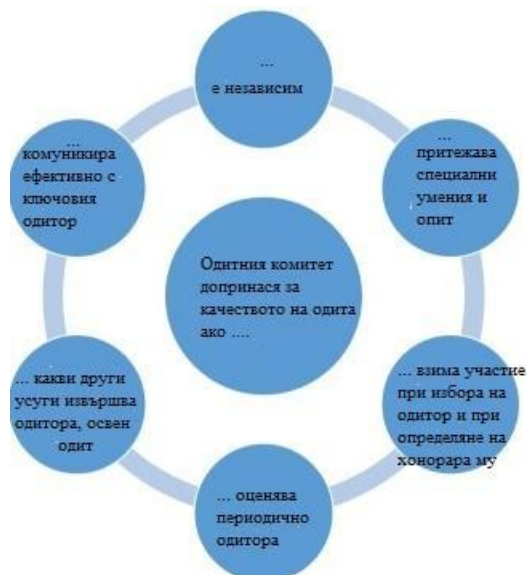 ...
е независим
...
притежава
специални
умения и
опит
... взима участие
при избора на
одитор и при
определяне на
хонорара му
... оценява
периодично
одитора
... какви други
усуги извършва
одитора, освен
одит
...
комуникира
ефективно с
ключовия
одитор
Одитния комитет
допринася за
качеството на одита
ако ....